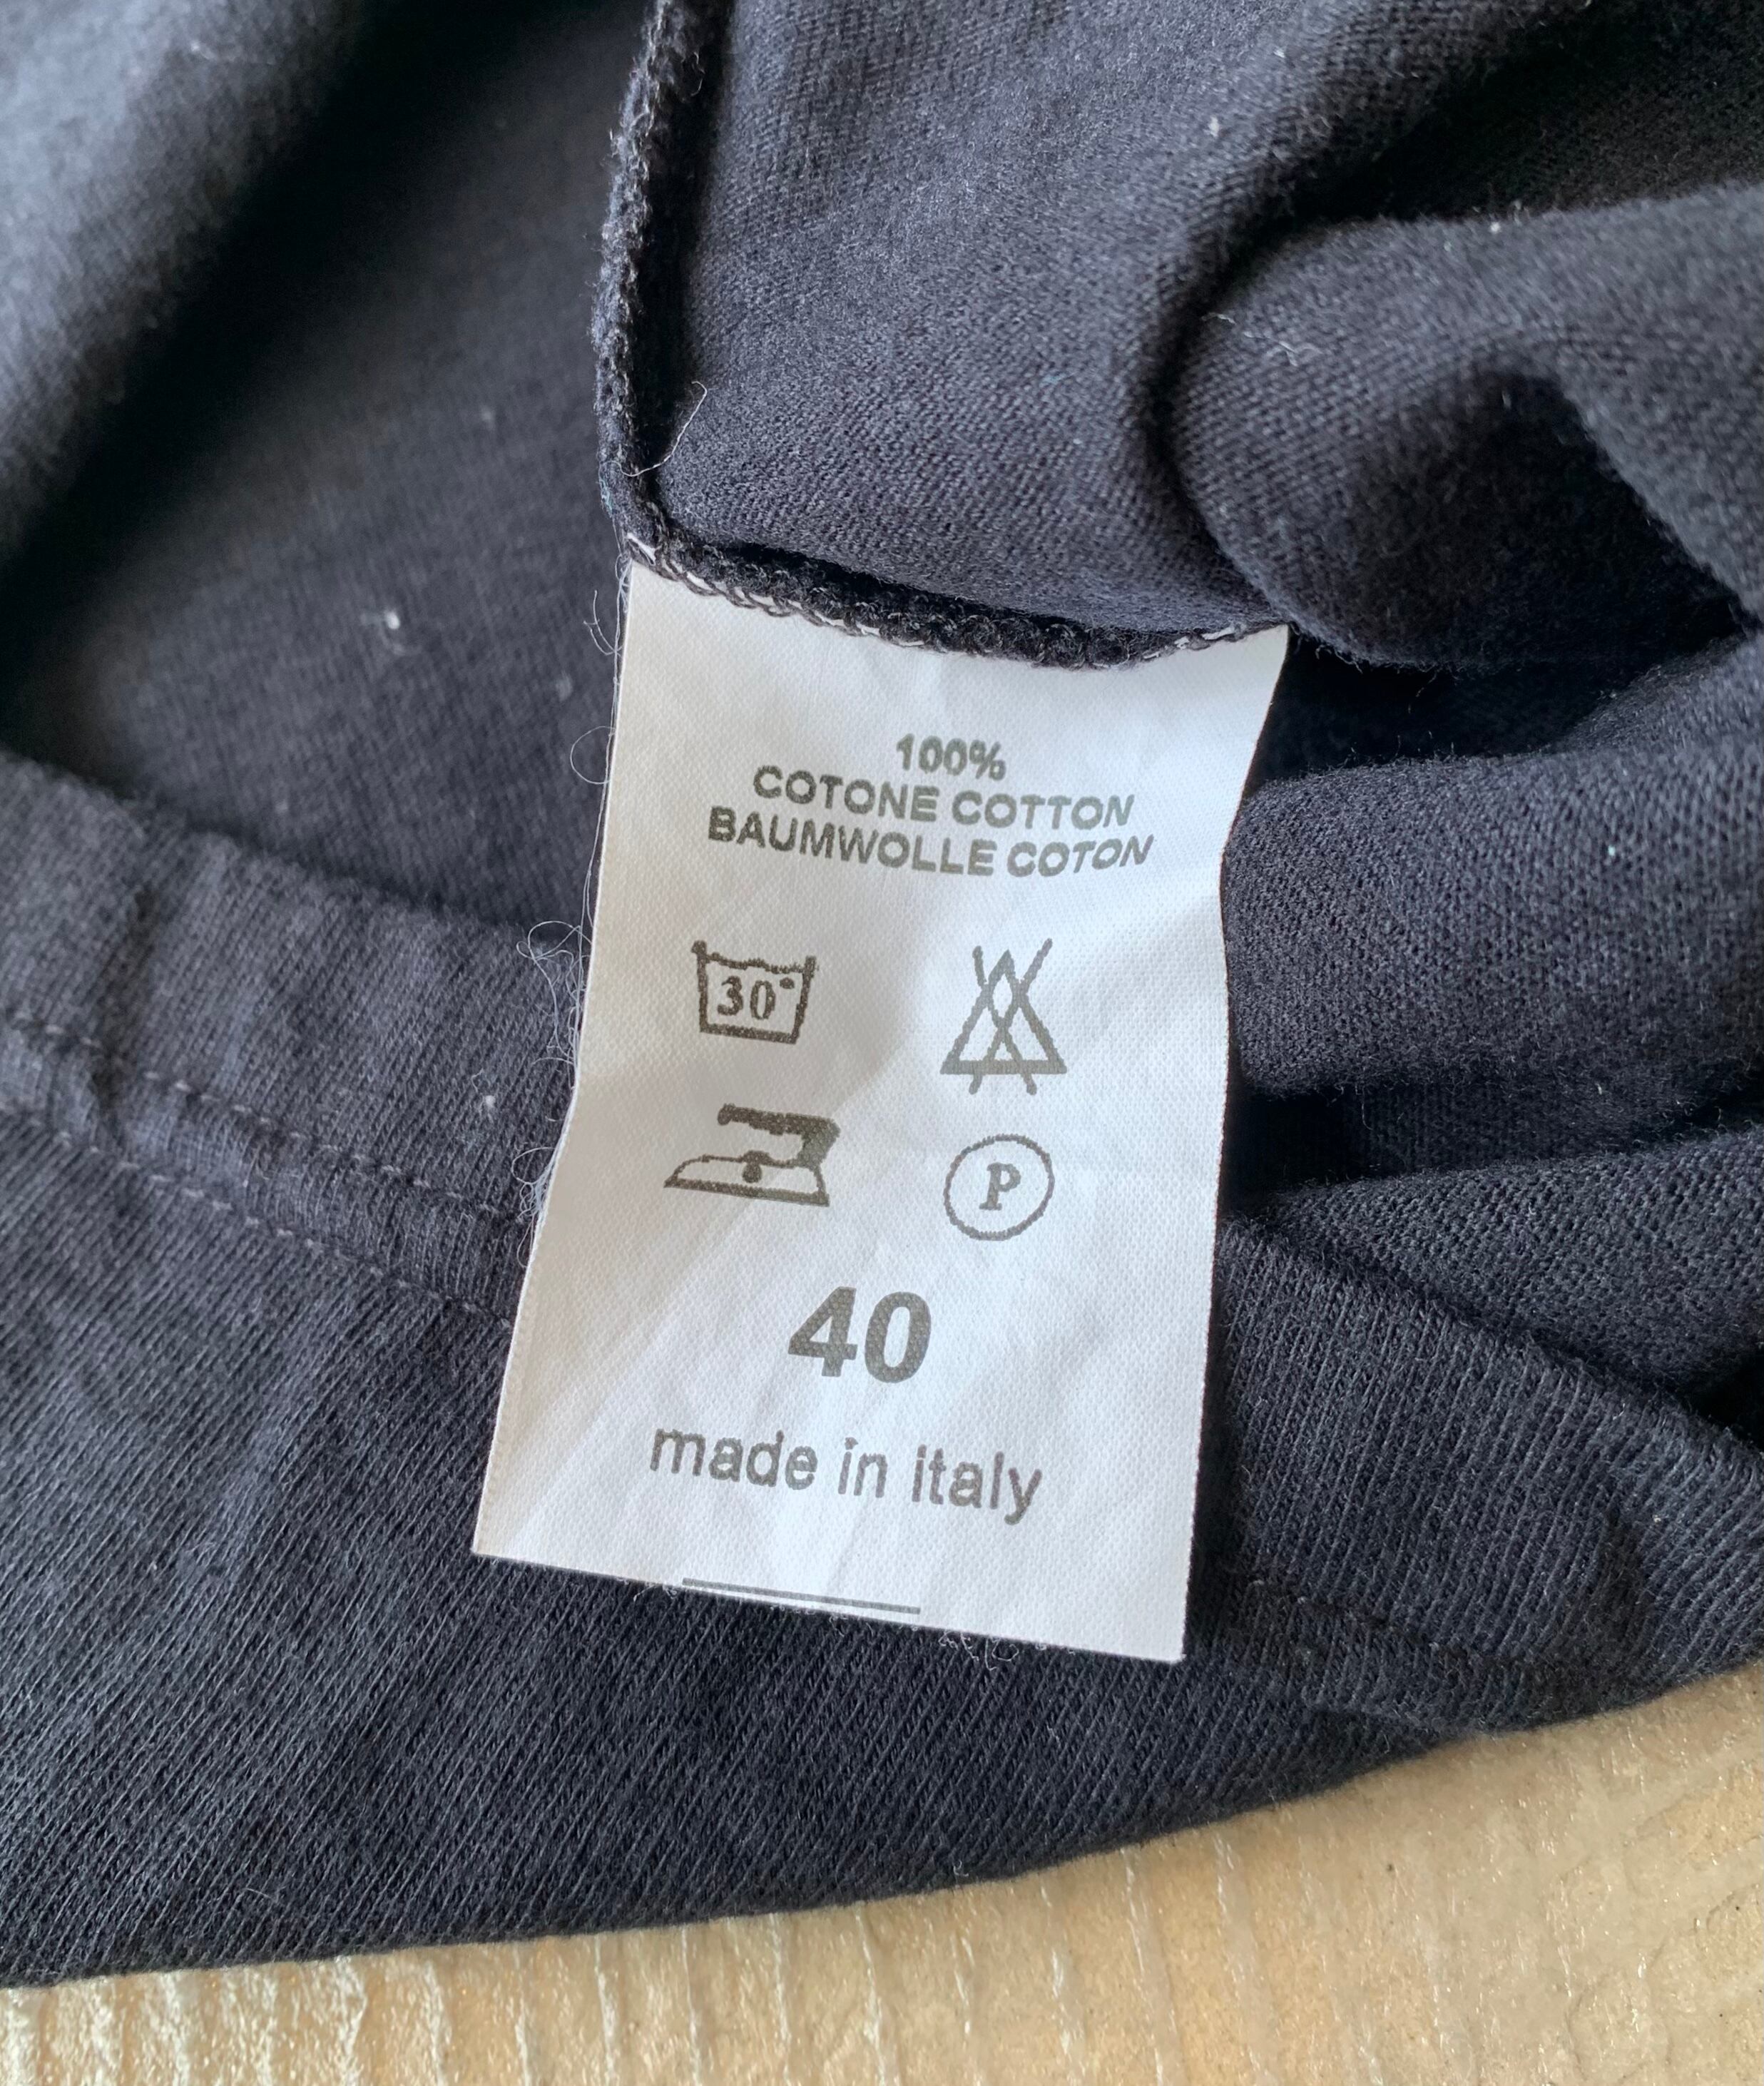 100%
COTONE COTTON
BAUMWOLLE COTON
30°
P
40
made in italy